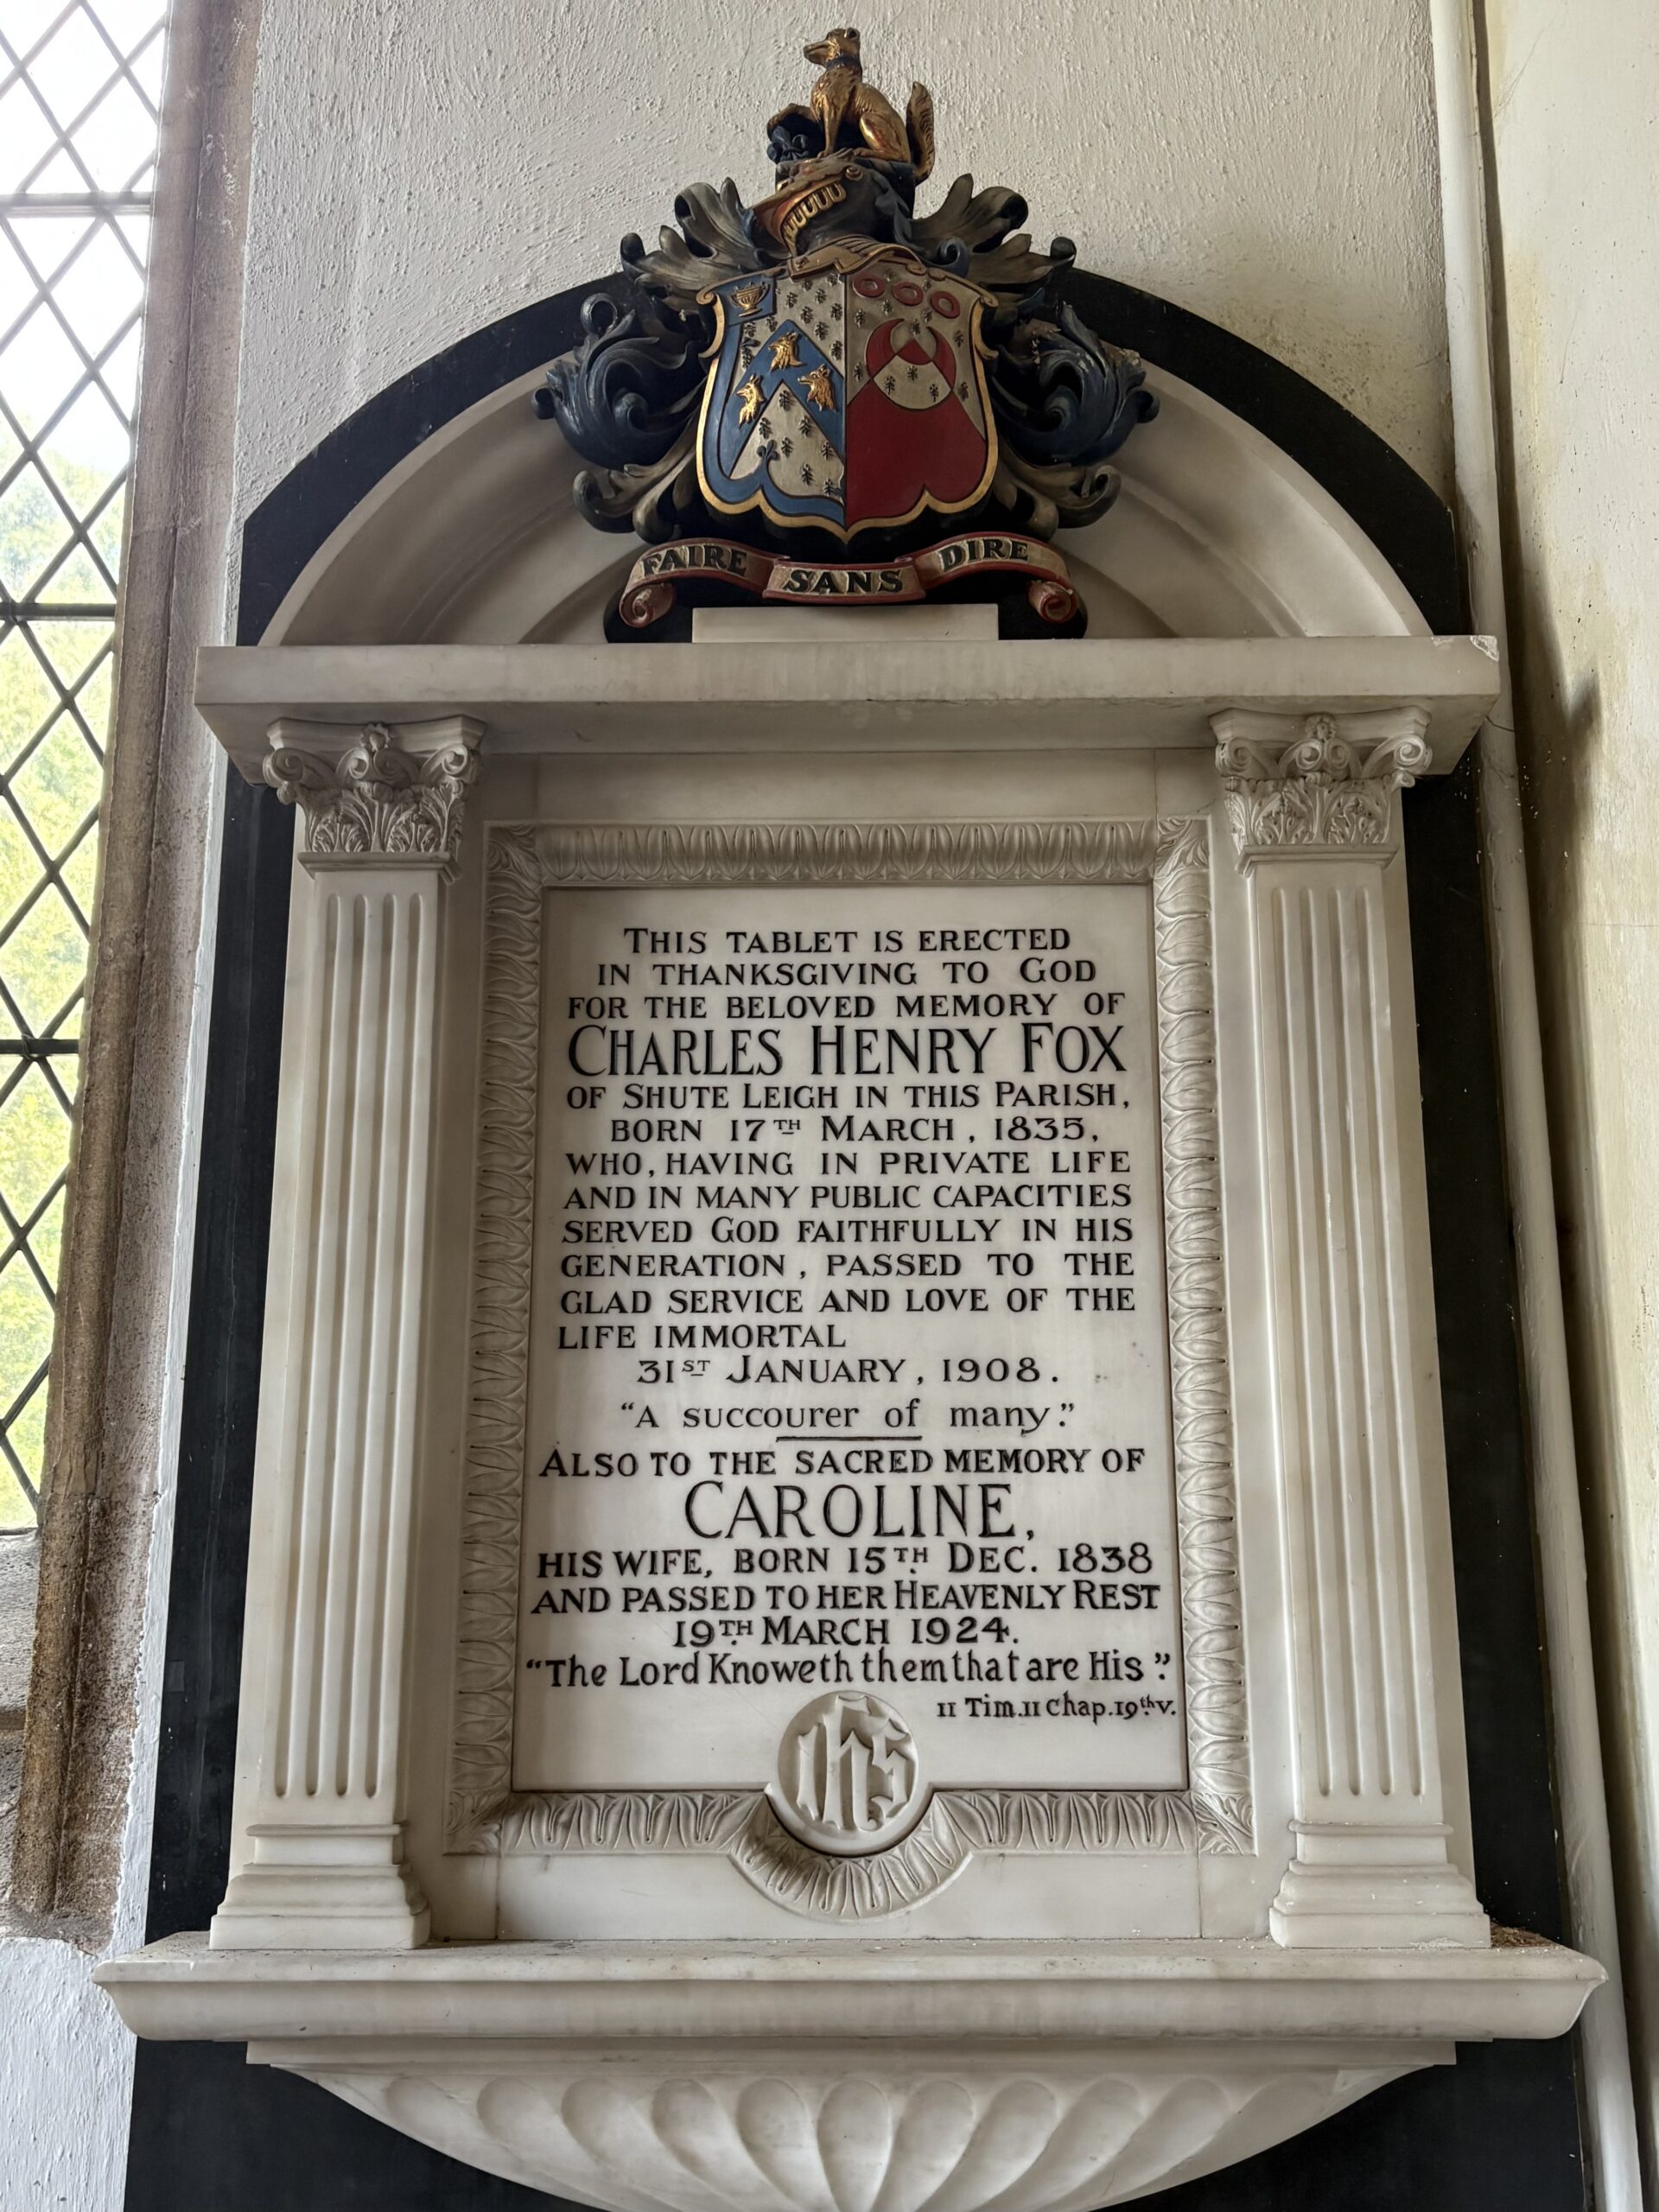 FAIRE SANS DIRE
THIS TABLET IS ERECTED
IN THANKSGIVING TO GOD
FOR THE BELOVED MEMORY OF
CHARLES HENRY FOX
OF SHUTE LEIGH IN THIS PARISH,
BORN 17TH MARCH, 1835,
WHO, HAVING IN PRIVATE LIFE
AND IN MANY PUBLIC CAPACITIES
SERVED GOD FAITHFULLY IN HIS
GENERATION, PASSED TO THE
GLAD SERVICE AND LOVE OF THE
LIFE IMMORTAL
31ST JANUARY, 1908.
"A succourer of many."
ALSO TO THE SACRED MEMORY OF
CAROLINE,
HIS WIFE, BORN 15TH DEC. 1838
AND PASSED TO HER HEAVENLY REST
19TH MARCH 1924.
"The Lord Knoweth them that are His".
II Tim. II Chap. 19th v.
ihs